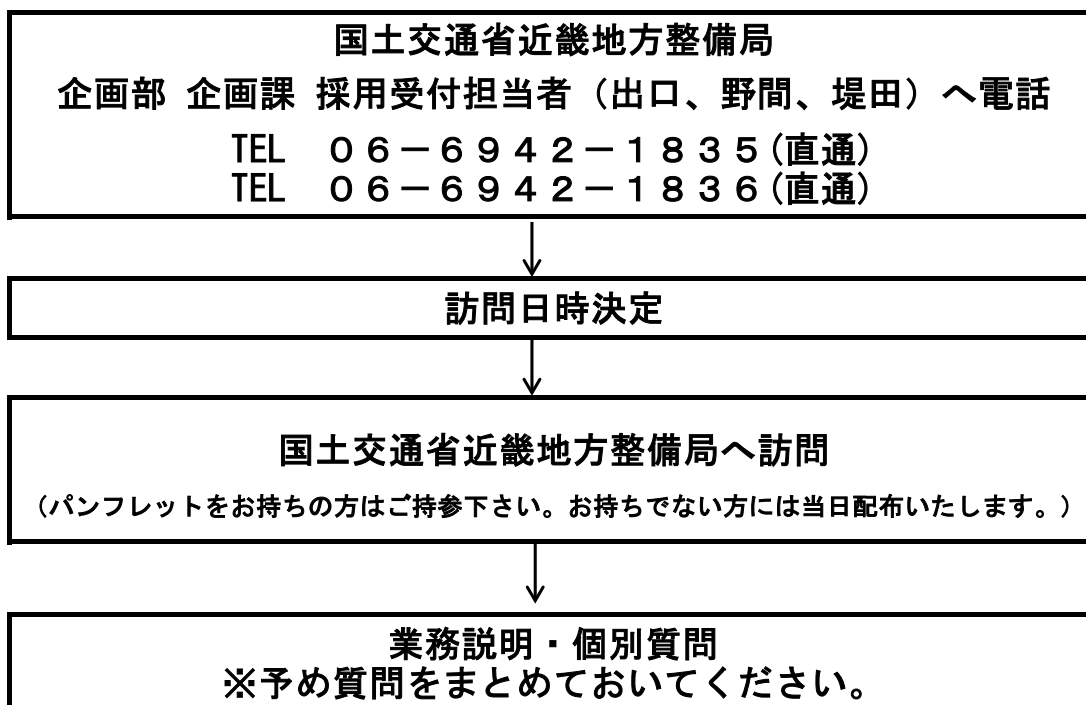 国土交通省近畿地方整備局
企画部 企画課 採用受付担当者（出口、野間、堤田）へ電話
TEL　０６－６９４２－１８３５(直通)
TEL　０６－６９４２－１８３６(直通)
訪問日時決定
国土交通省近畿地方整備局へ訪問
（パンフレットをお持ちの方はご持参下さい。お持ちでない方には当日配布いたします。）
業務説明・個別質問
※予め質問をまとめておいてください。